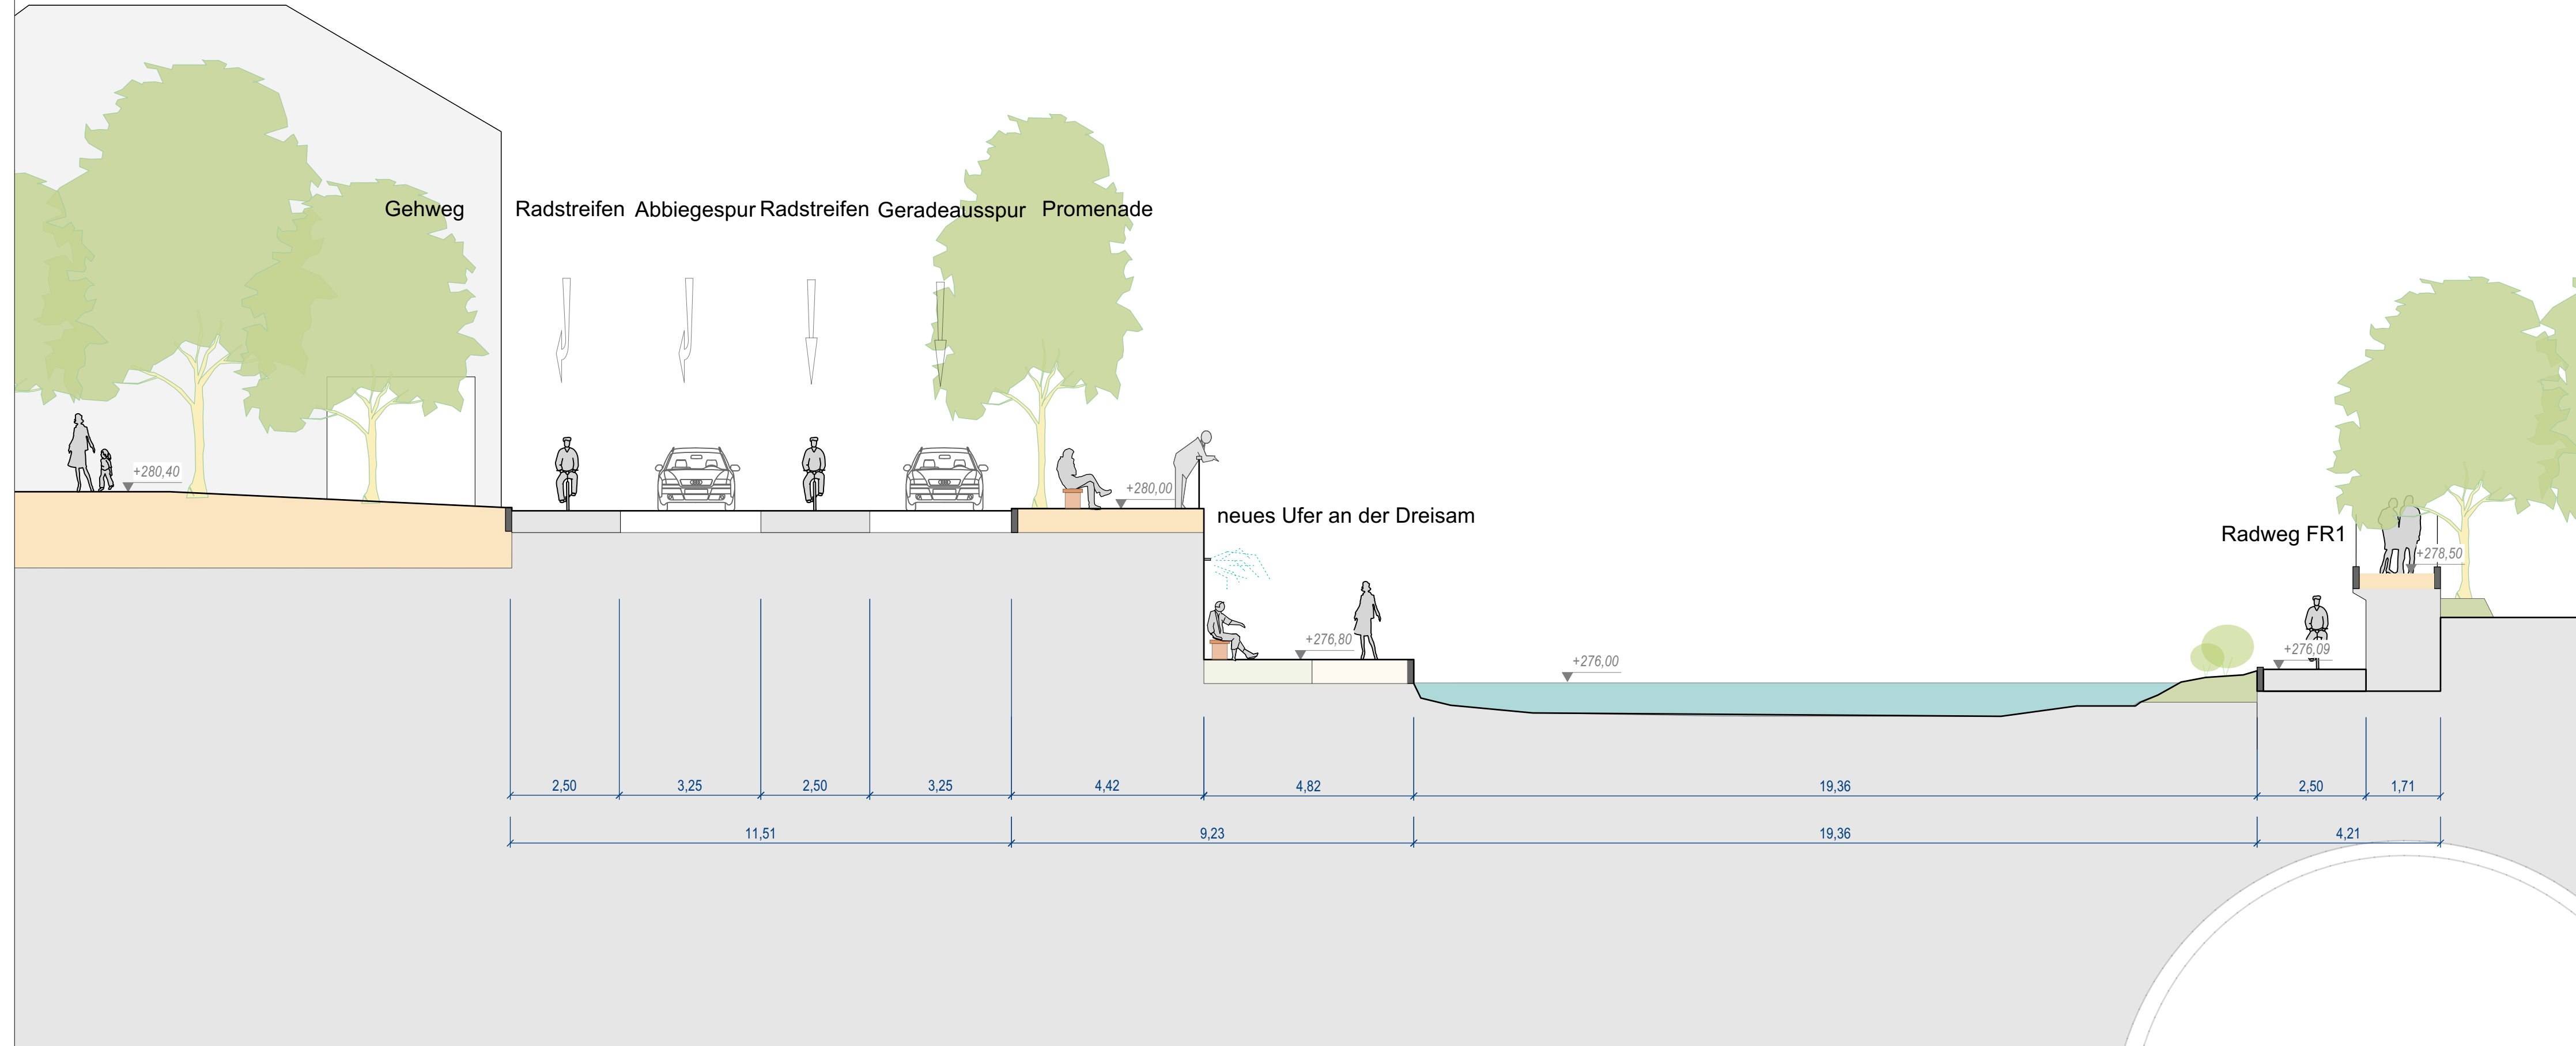 Gehweg
Radstreifen
Abbiegespur
Radstreifen
Geradeausspur
Promenade
+280,40
+280,00
neues Ufer an der Dreisam
Radweg FR1
+278,50
+276,80
+276,00
+276,09
2,50
3,25
2,50
3,25
4,42
4,82
19,36
2,50
1,71
11,51
9,23
19,36
4,21